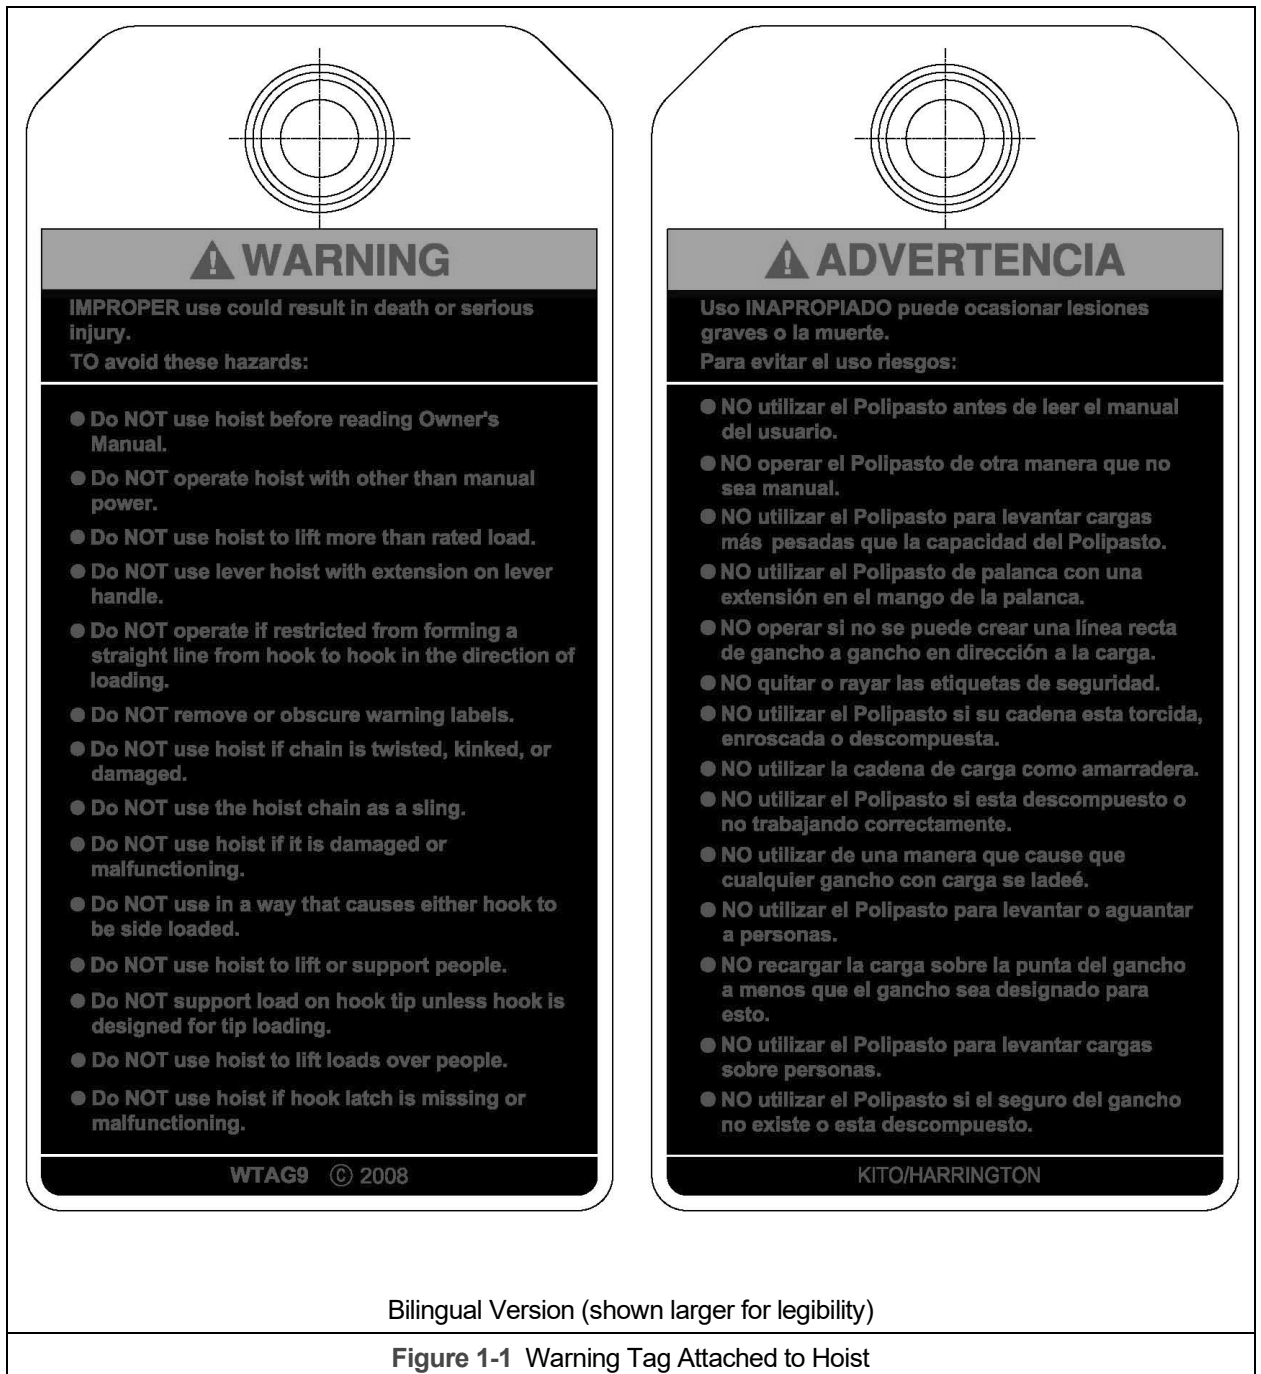 WARNING
IMPROPER use could result in death or serious
injury.
TO avoid these hazards:
● Do NOT use hoist before reading Owner's
Manual.
● Do NOT operate hoist with other than manual
power.
● Do NOT use hoist to lift more than rated load.
● Do NOT use lever hoist with extension on lever
handle.
● Do NOT operate if restricted from forming a
straight line from hook to hook in the direction of
loading.
● Do NOT remove or obscure warning labels.
● Do NOT use hoist if chain is twisted, kinked, or
damaged.
● Do NOT use the hoist chain as a sling.
● Do NOT use hoist if it is damaged or
malfunctioning.
● Do NOT use in a way that causes either hook to
be side loaded.
● Do NOT use hoist to lift or support people.
● Do NOT support load on hook tip unless hook is
designed for tip loading.
● Do NOT use hoist to lift loads over people.
● Do NOT use hoist if hook latch is missing or
malfunctioning.
WTAG9 © 2008
ADVERTENCIA
Uso INAPROPIADO puede ocasionar lesiones
graves o la muerte.
Para evitar el uso riesgos:
● NO utilizar el Polipasto antes de leer el manual
del usuario.
● NO operar el Polipasto de otra manera que no
sea manual.
● NO utilizar el Polipasto para levantar cargas
más pesadas que la capacidad del Polipasto.
● NO utilizar el Polipasto de palanca con una
extensión en el mango de la palanca.
● NO operar si no se puede crear una línea recta
de gancho a gancho en dirección a la carga.
● NO quitar o rayar las etiquetas de seguridad.
● NO utilizar el Polipasto si su cadena esta torcida,
enroscada o descompuesta.
● NO utilizar la cadena de carga como amarradera.
● NO utilizar el Polipasto si esta descompuesto o
no trabajando correctamente.
● NO utilizar de una manera que cause que
cualquier gancho con carga se ladeé.
● NO utilizar el Polipasto para levantar o aguantar
a personas.
● NO recargar la carga sobre la punta del gancho
a menos que el gancho sea designado para
esto.
● NO utilizar el Polipasto para levantar cargas
sobre personas.
● NO utilizar el Polipasto si el seguro del gancho
no existe o esta descompuesto.
KITO/HARRINGTON
Bilingual Version (shown larger for legibility)
Figure 1-1 Warning Tag Attached to Hoist